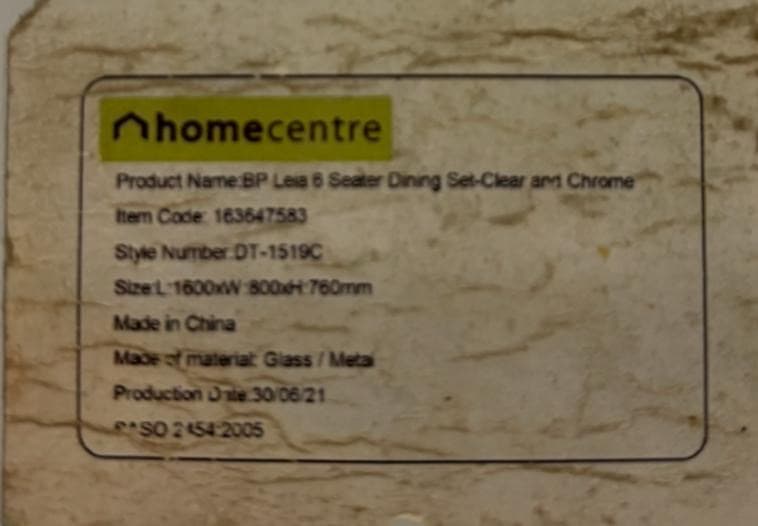 homecentre
Product Name:BP Leia 6 Seater Dining Set-Clear and Chrome
Item Code: 163647583
Style Number:DT-1519C
Size:L:1600xW:800xH:760mm
Made in China
Made of material: Glass / Metal
Production Date:30/06/21
SASO 2454:2005